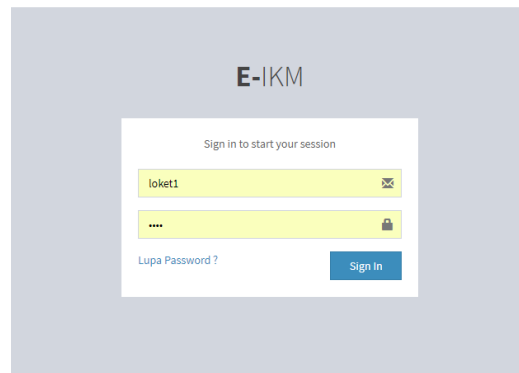 E-IKM
Sign in to start your session
loket1
••••
Lupa Password ?
Sign In